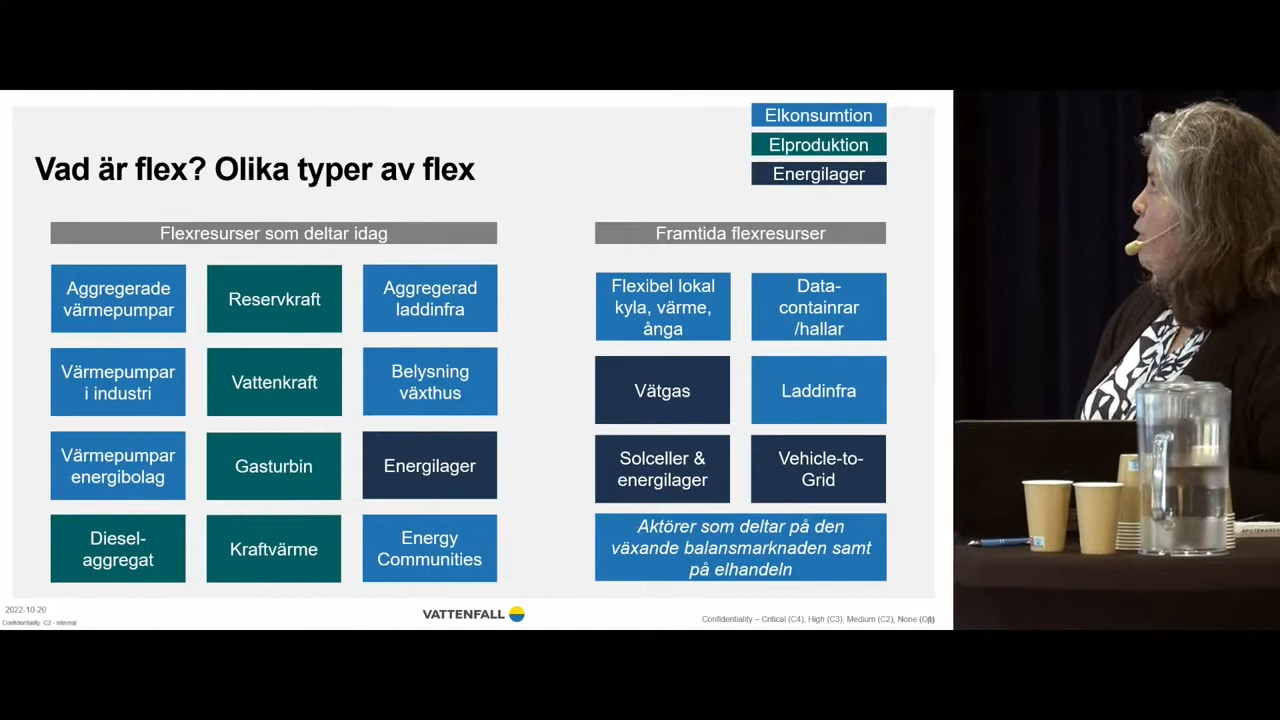 Elkonsumtion
Elproduktion
Energilager
Vad är flex? Olika typer av flex
Flexresurser som deltar idag
Aggregerade
värmepumpar
Reservkraft
Aggregerad
laddinfra
Värmepumpar
i industri
Vattenkraft
Belysning
växthus
Värmepumpar
energibolag
Gasturbin
Energilager
Diesel-
aggregat
Kraftvärme
Energy
Communities
Framtida flexresurser
Flexibel lokal
kyla, värme,
ånga
Data-
containrar
/hallar
Vätgas
Laddinfra
Solceller &
energilager
Vehicle-to-
Grid
Aktörer som deltar på den
växande balansmarknaden samt
på elhandeln
2022-10-20
Confidentiality: C2 - Internal
VATTENFALL
Confidentiality – Critical (C4), High (C3), Medium (C2), None (C1)
APOTEKAREN